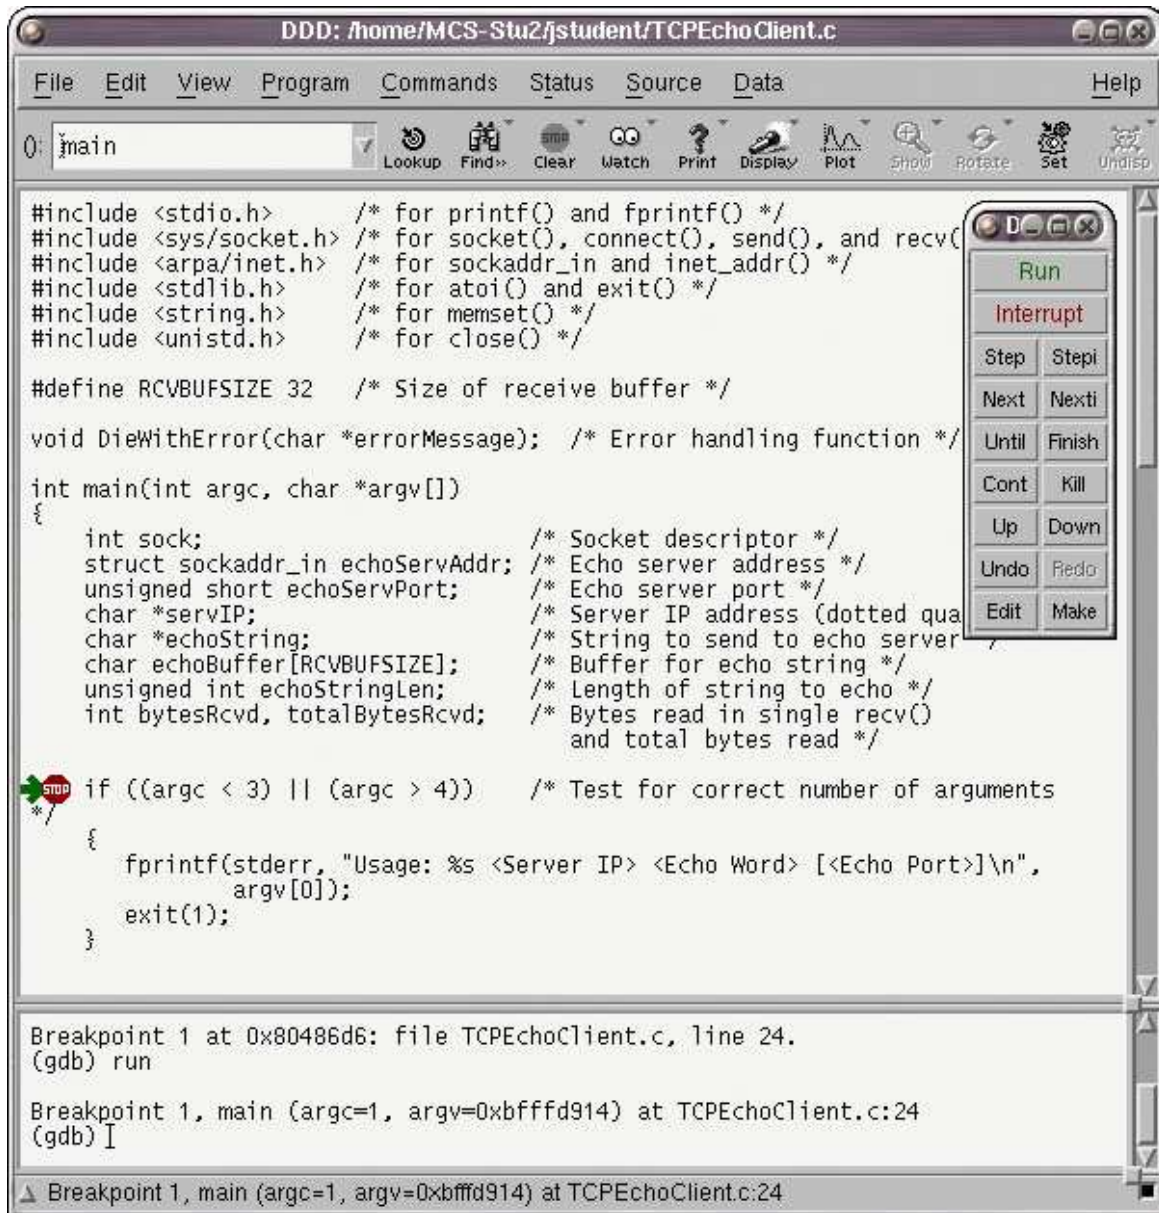 DDD: /home/MCS-Stu2/jstudent/TCPEchoClient.c
File Edit View Program Commands Status Source Data Help
(): main Lookup Find» Clear Watch Print Display Plot Show Rotate Set Undisp
#include <stdio.h> /* for printf() and fprintf() */
#include <sys/socket.h> /* for socket(), connect(), send(), and recv(
#include <arpa/inet.h> /* for sockaddr_in and inet_addr() */
#include <stdlib.h> /* for atoi() and exit() */
#include <string.h> /* for memset() */
#include <unistd.h> /* for close() */
#define RCVBUFSIZE 32 /* Size of receive buffer */
void DieWithError(char *errorMessage); /* Error handling function */
int main(int argc, char *argv[])
{
int sock; /* Socket descriptor */
struct sockaddr_in echoServAddr; /* Echo server address */
unsigned short echoServPort; /* Echo server port */
char *servIP; /* Server IP address (dotted qua
char *echoString; /* String to send to echo server */
char echoBuffer[RCVBUFSIZE]; /* Buffer for echo string */
unsigned int echoStringLen; /* Length of string to echo */
int bytesRcvd, totalBytesRcvd; /* Bytes read in single recv()
and total bytes read */
STOP if ((argc < 3) || (argc > 4)) /* Test for correct number of arguments
*/
{
fprintf(stderr, "Usage: %s <Server IP> <Echo Word> [<Echo Port>]\n",
argv[0]);
exit(1);
}
D
Run
Interrupt
Step Stepi
Next Nexti
Until Finish
Cont Kill
Up Down
Undo Redo
Edit Make
Breakpoint 1 at 0x80486d6: file TCPEchoClient.c, line 24.
(gdb) run
Breakpoint 1, main (argc=1, argv=0xbfffd914) at TCPEchoClient.c:24
(gdb)
Breakpoint 1, main (argc=1, argv=0xbfffd914) at TCPEchoClient.c:24